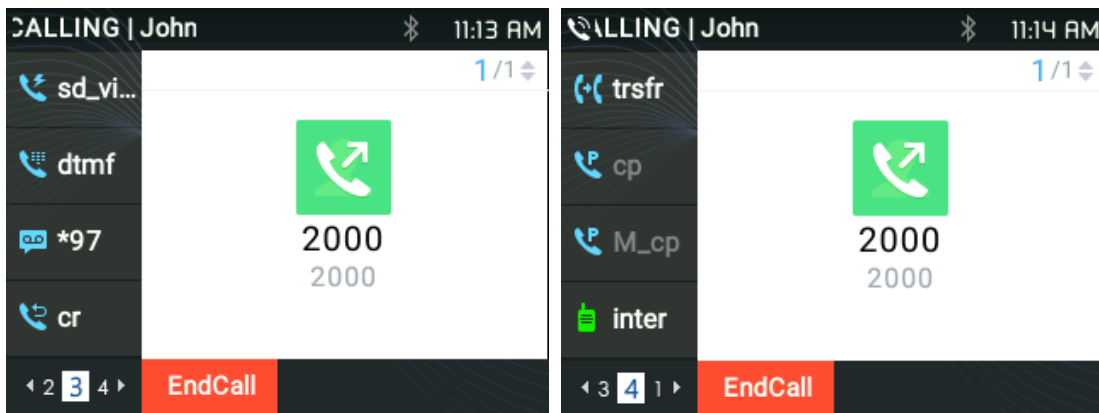 CALLING | John 11:13 AM
1/1
sd_vi...
dtmf
*97
cr
2000
2000
2 3 4
EndCall
ALLING | John 11:14 AM
1/1
trsfr
cp
M_cp
inter
2000
2000
3 4 1
EndCall